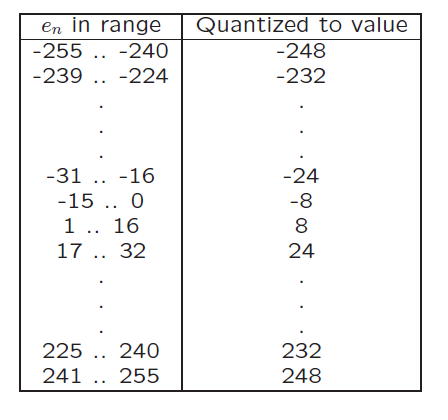 e_n in range Quantized to value
-255 .. -240 -248
-239 .. -224 -232
. .
. .
. .
-31 .. -16 -24
-15 .. 0 -8
1 .. 16 8
17 .. 32 24
. .
. .
. .
225 .. 240 232
241 .. 255 248